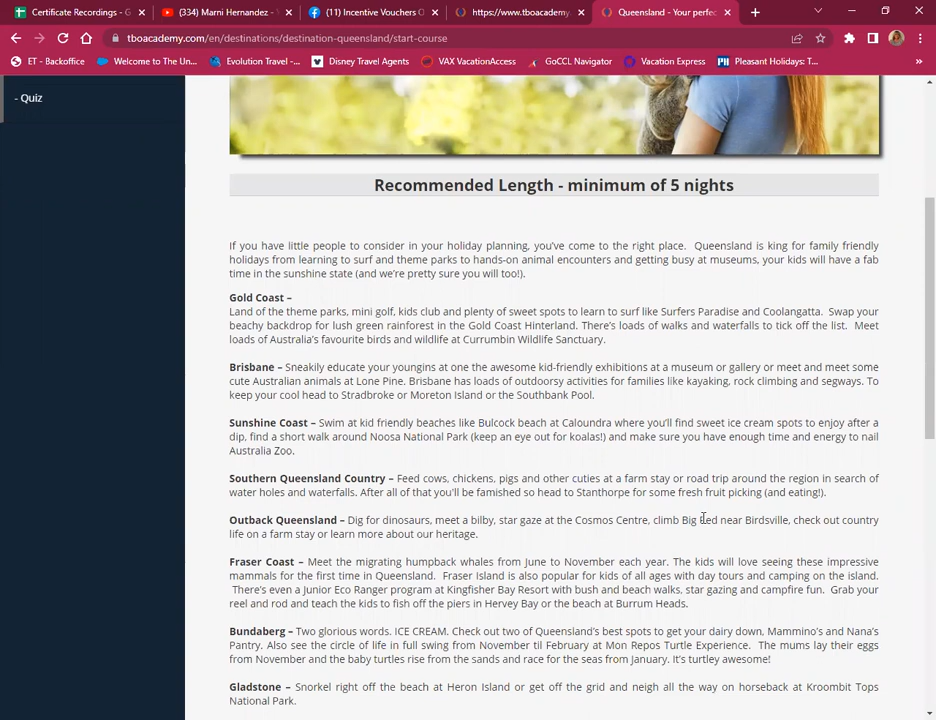 Certificate Recordings - G
(334) Marni Hernandez -
(11) Incentive Vouchers O
https://www.tboacademy
Queensland - Your perfec
tboacademy.com/en/destinations/destination-queensland/start-course
ET - Backoffice
Welcome to The Un...
Evolution Travel -...
Disney Travel Agents
VAX VacationAccess
GoCCL Navigator
Vacation Express
Pleasant Holidays: T...
»
- Quiz
Recommended Length - minimum of 5 nights
If you have little people to consider in your holiday planning, you've come to the right place. Queensland is king for family friendly
holidays from learning to surf and theme parks to hands-on animal encounters and getting busy at museums, your kids will have a fab
time in the sunshine state (and we're pretty sure you will too!).
Gold Coast –
Land of the theme parks, mini golf, kids club and plenty of sweet spots to learn to surf like Surfers Paradise and Coolangatta. Swap your
beachy backdrop for lush green rainforest in the Gold Coast Hinterland. There's loads of walks and waterfalls to tick off the list. Meet
loads of Australia's favourite birds and wildlife at Currumbin Wildlife Sanctuary.
Brisbane – Sneakily educate your youngins at one the awesome kid-friendly exhibitions at a museum or gallery or meet and meet some
cute Australian animals at Lone Pine. Brisbane has loads of outdoorsy activities for families like kayaking, rock climbing and segways. To
keep your cool head to Stradbroke or Moreton Island or the Southbank Pool.
Sunshine Coast – Swim at kid friendly beaches like Bulcock beach at Caloundra where you'll find sweet ice cream spots to enjoy after a
dip, find a short walk around Noosa National Park (keep an eye out for koalas!) and make sure you have enough time and energy to nail
Australia Zoo.
Southern Queensland Country – Feed cows, chickens, pigs and other cuties at a farm stay or road trip around the region in search of
water holes and waterfalls. After all of that you'll be famished so head to Stanthorpe for some fresh fruit picking (and eating!).
Outback Queensland – Dig for dinosaurs, meet a bilby, star gaze at the Cosmos Centre, climb Big Red near Birdsville, check out country
life on a farm stay or learn more about our heritage.
Fraser Coast – Meet the migrating humpback whales from June to November each year. The kids will love seeing these impressive
mammals for the first time in Queensland. Fraser Island is also popular for kids of all ages with day tours and camping on the island.
There's even a Junior Eco Ranger program at Kingfisher Bay Resort with bush and beach walks, star gazing and campfire fun. Grab your
reel and rod and teach the kids to fish off the piers in Hervey Bay or the beach at Burrum Heads.
Bundaberg – Two glorious words. ICE CREAM. Check out two of Queensland's best spots to get your dairy down, Mammino's and Nana's
Pantry. Also see the circle of life in full swing from November til February at Mon Repos Turtle Experience. The mums lay their eggs
from November and the baby turtles rise from the sands and race for the seas from January. It's turtley awesome!
Gladstone – Snorkel right off the beach at Heron Island or get off the grid and neigh all the way on horseback at Kroombit Tops
National Park.